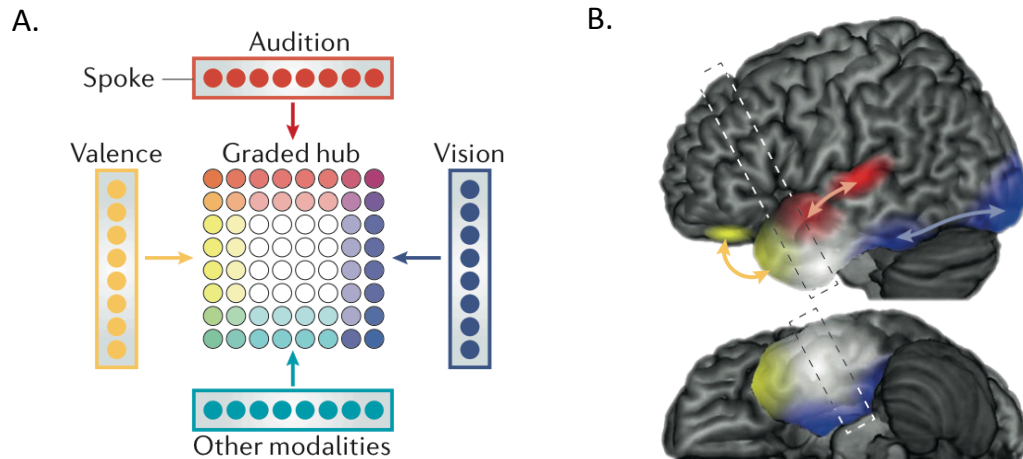 A.
Audition
Spoke
Valence
Graded hub
Vision
Other modalities
B.